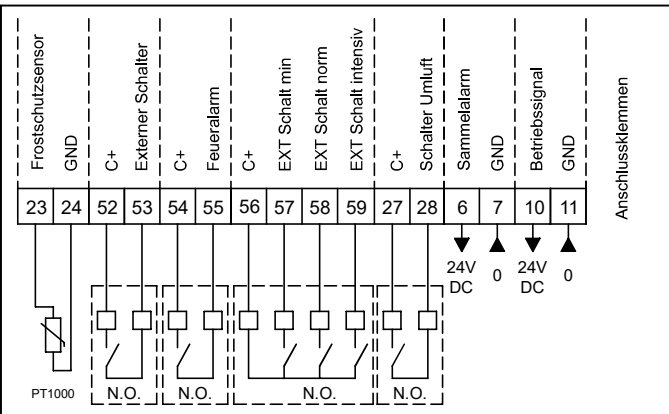 Frostschutzsensor
GND
C+
Externer Schalter
C+
Feueralarm
C+
EXT Schalt min
EXT Schalt norm
EXT Schalt intensiv
C+
Schalter Umluft
Sammelalarm
GND
Betriebssignal
GND
Anschlussklemmen
23 24 52 53 54 55 56 57 58 59 27 28 6 7 10 11
24V DC
0
24V DC
0
PT1000
N.O.
N.O.
N.O.
N.O.